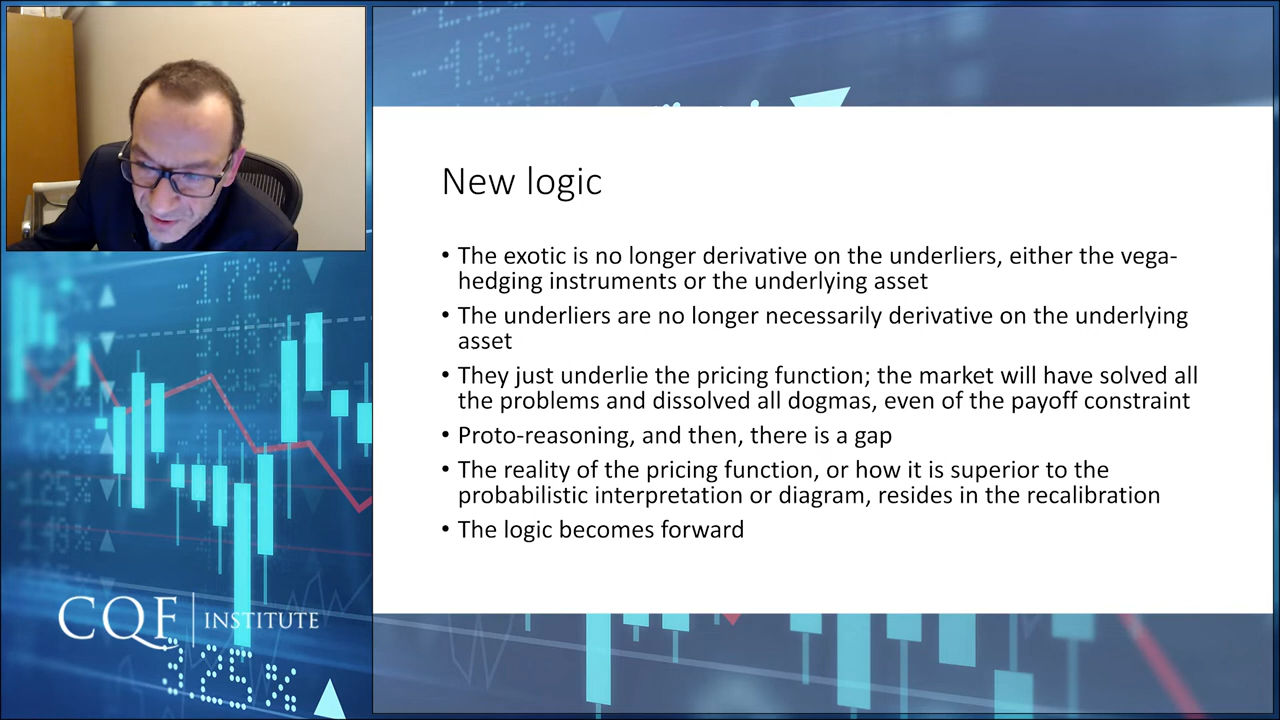 -4.65%
New logic
• The exotic is no longer derivative on the underliers, either the vega-
hedging instruments or the underlying asset
• The underliers are no longer necessarily derivative on the underlying
asset
• They just underlie the pricing function; the market will have solved all
the problems and dissolved all dogmas, even of the payoff constraint
• Proto-reasoning, and then, there is a gap
• The reality of the pricing function, or how it is superior to the
probabilistic interpretation or diagram, resides in the recalibration
• The logic becomes forward
-1.72%
CQF INSTITUTE